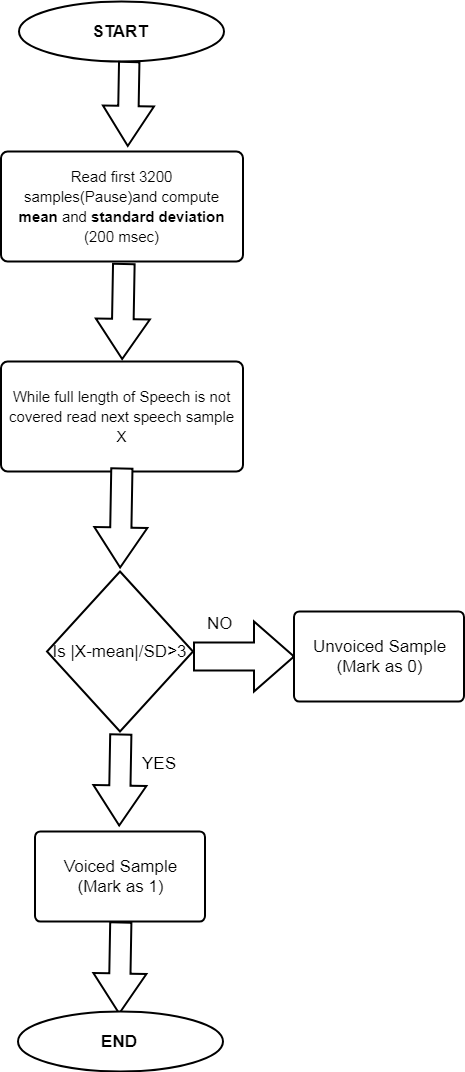 START
Read first 3200
samples(Pause)and compute
mean and standard deviation
(200 msec)
While full length of Speech is not
covered read next speech sample
X
Is |X-mean|/SD>3
NO
Unvoiced Sample
(Mark as 0)
YES
Voiced Sample
(Mark as 1)
END